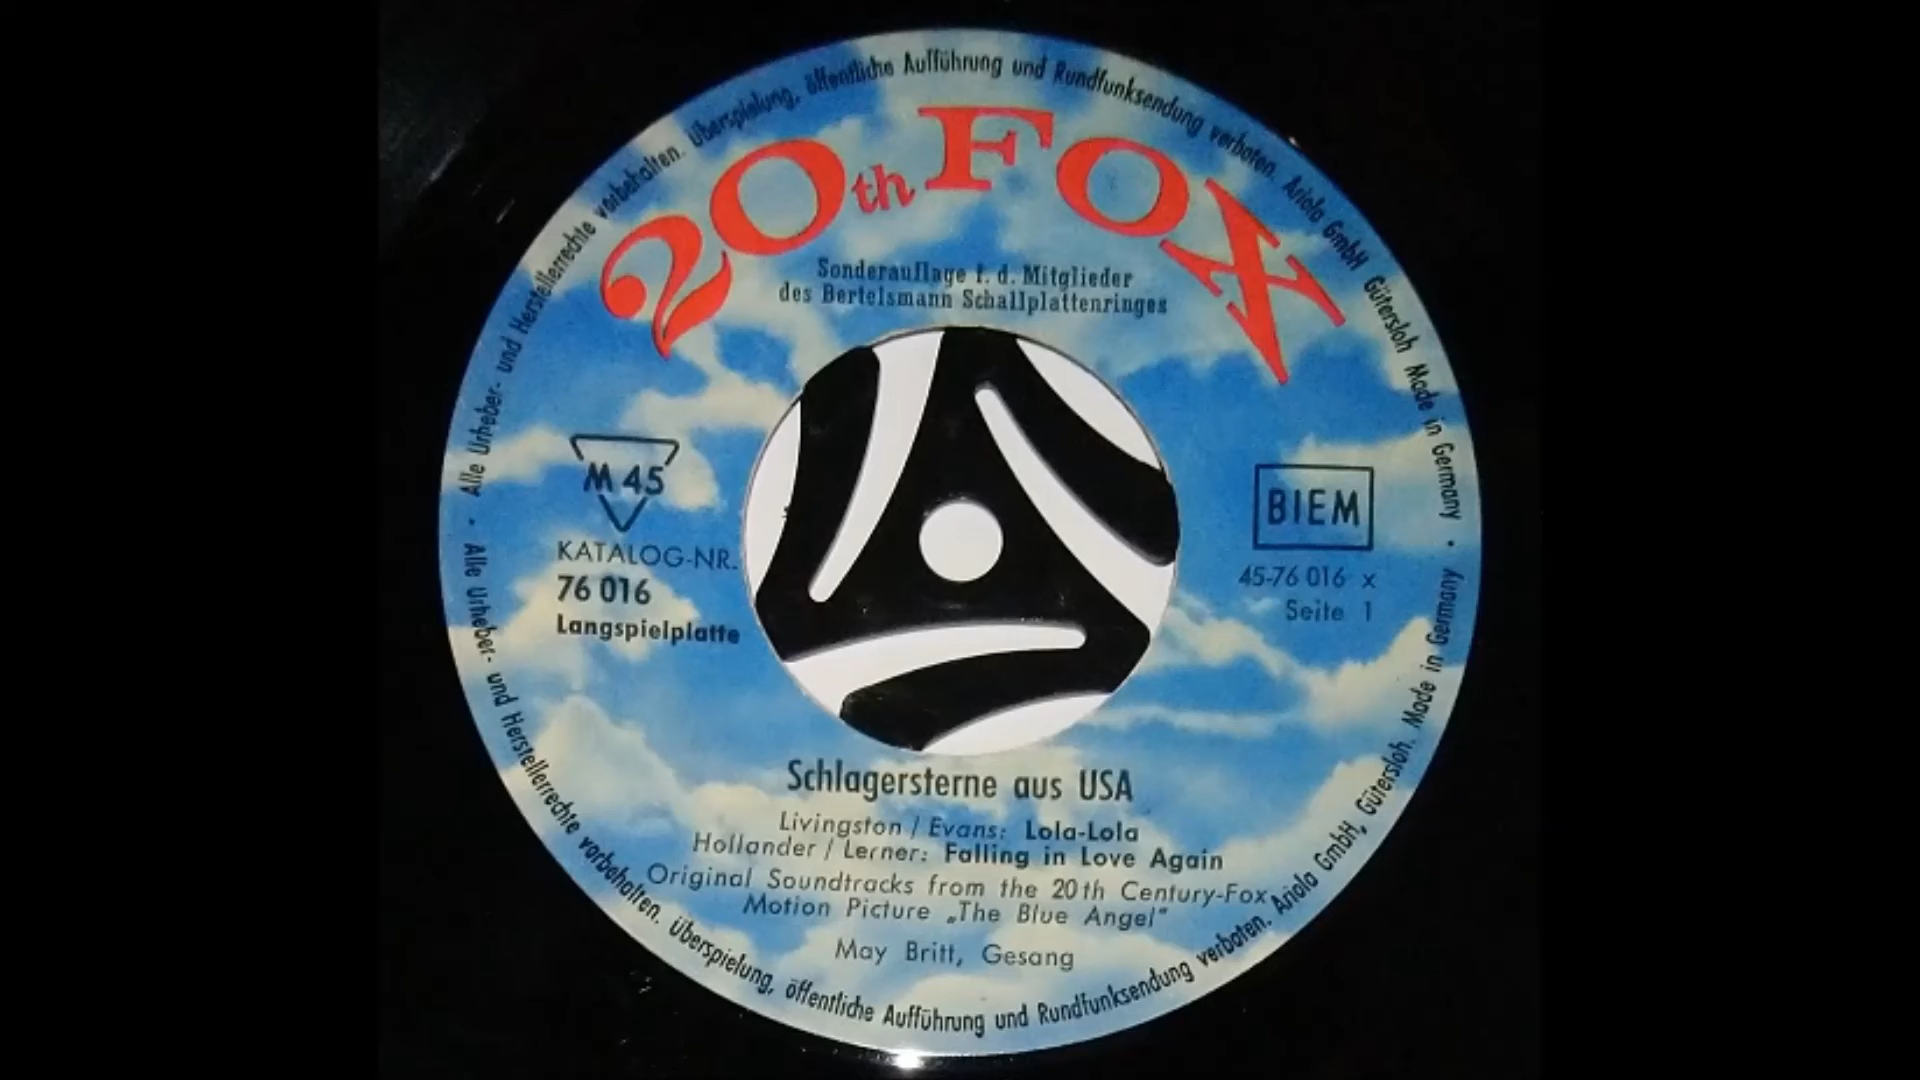 Alle Urheber- und Herstellerrechte vorbehalten. Überspielung, öffentliche Aufführung und Rundfunksendung verboten. Ariola GmbH Gütersloh Made in Germany
20th FOX
Sonderauflage f. d. Mitglieder
des Bertelsmann Schallplattenringes
M 45
KATALOG-NR.
76 016
Langspielplatte
BIEM
45-76 016 x
Seite 1
Schlagersterne aus USA
Livingston / Evans: Lola-Lola
Hollander / Lerner: Falling in Love Again
Original Soundtracks from the 20th Century-Fox
Motion Picture „The Blue Angel"
May Britt, Gesang
Alle Urheber- und Herstellerrechte vorbehalten. Überspielung, öffentliche Aufführung und Rundfunksendung verboten. Ariola GmbH, Gütersloh. Made in Germany